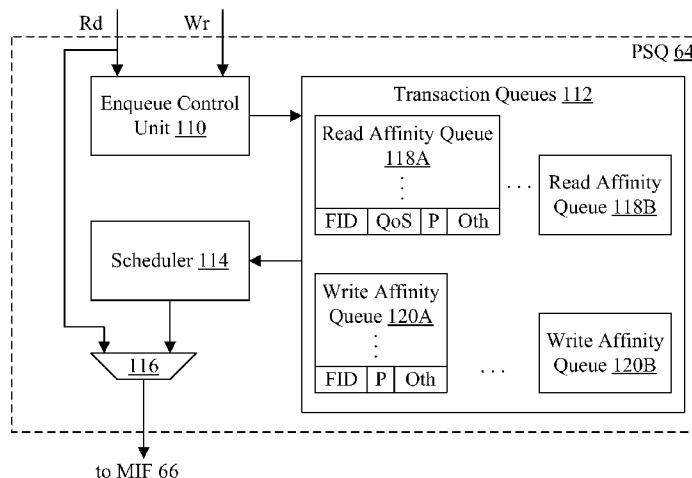 Rd
Wr
PSQ 64
Enqueue Control
Unit 110
Transaction Queues 112
Read Affinity Queue
118A
FID QoS P Oth
Read Affinity
Queue 118B
Scheduler 114
Write Affinity
Queue 120A
FID P Oth
Write Affinity
Queue 120B
116
to MIF 66